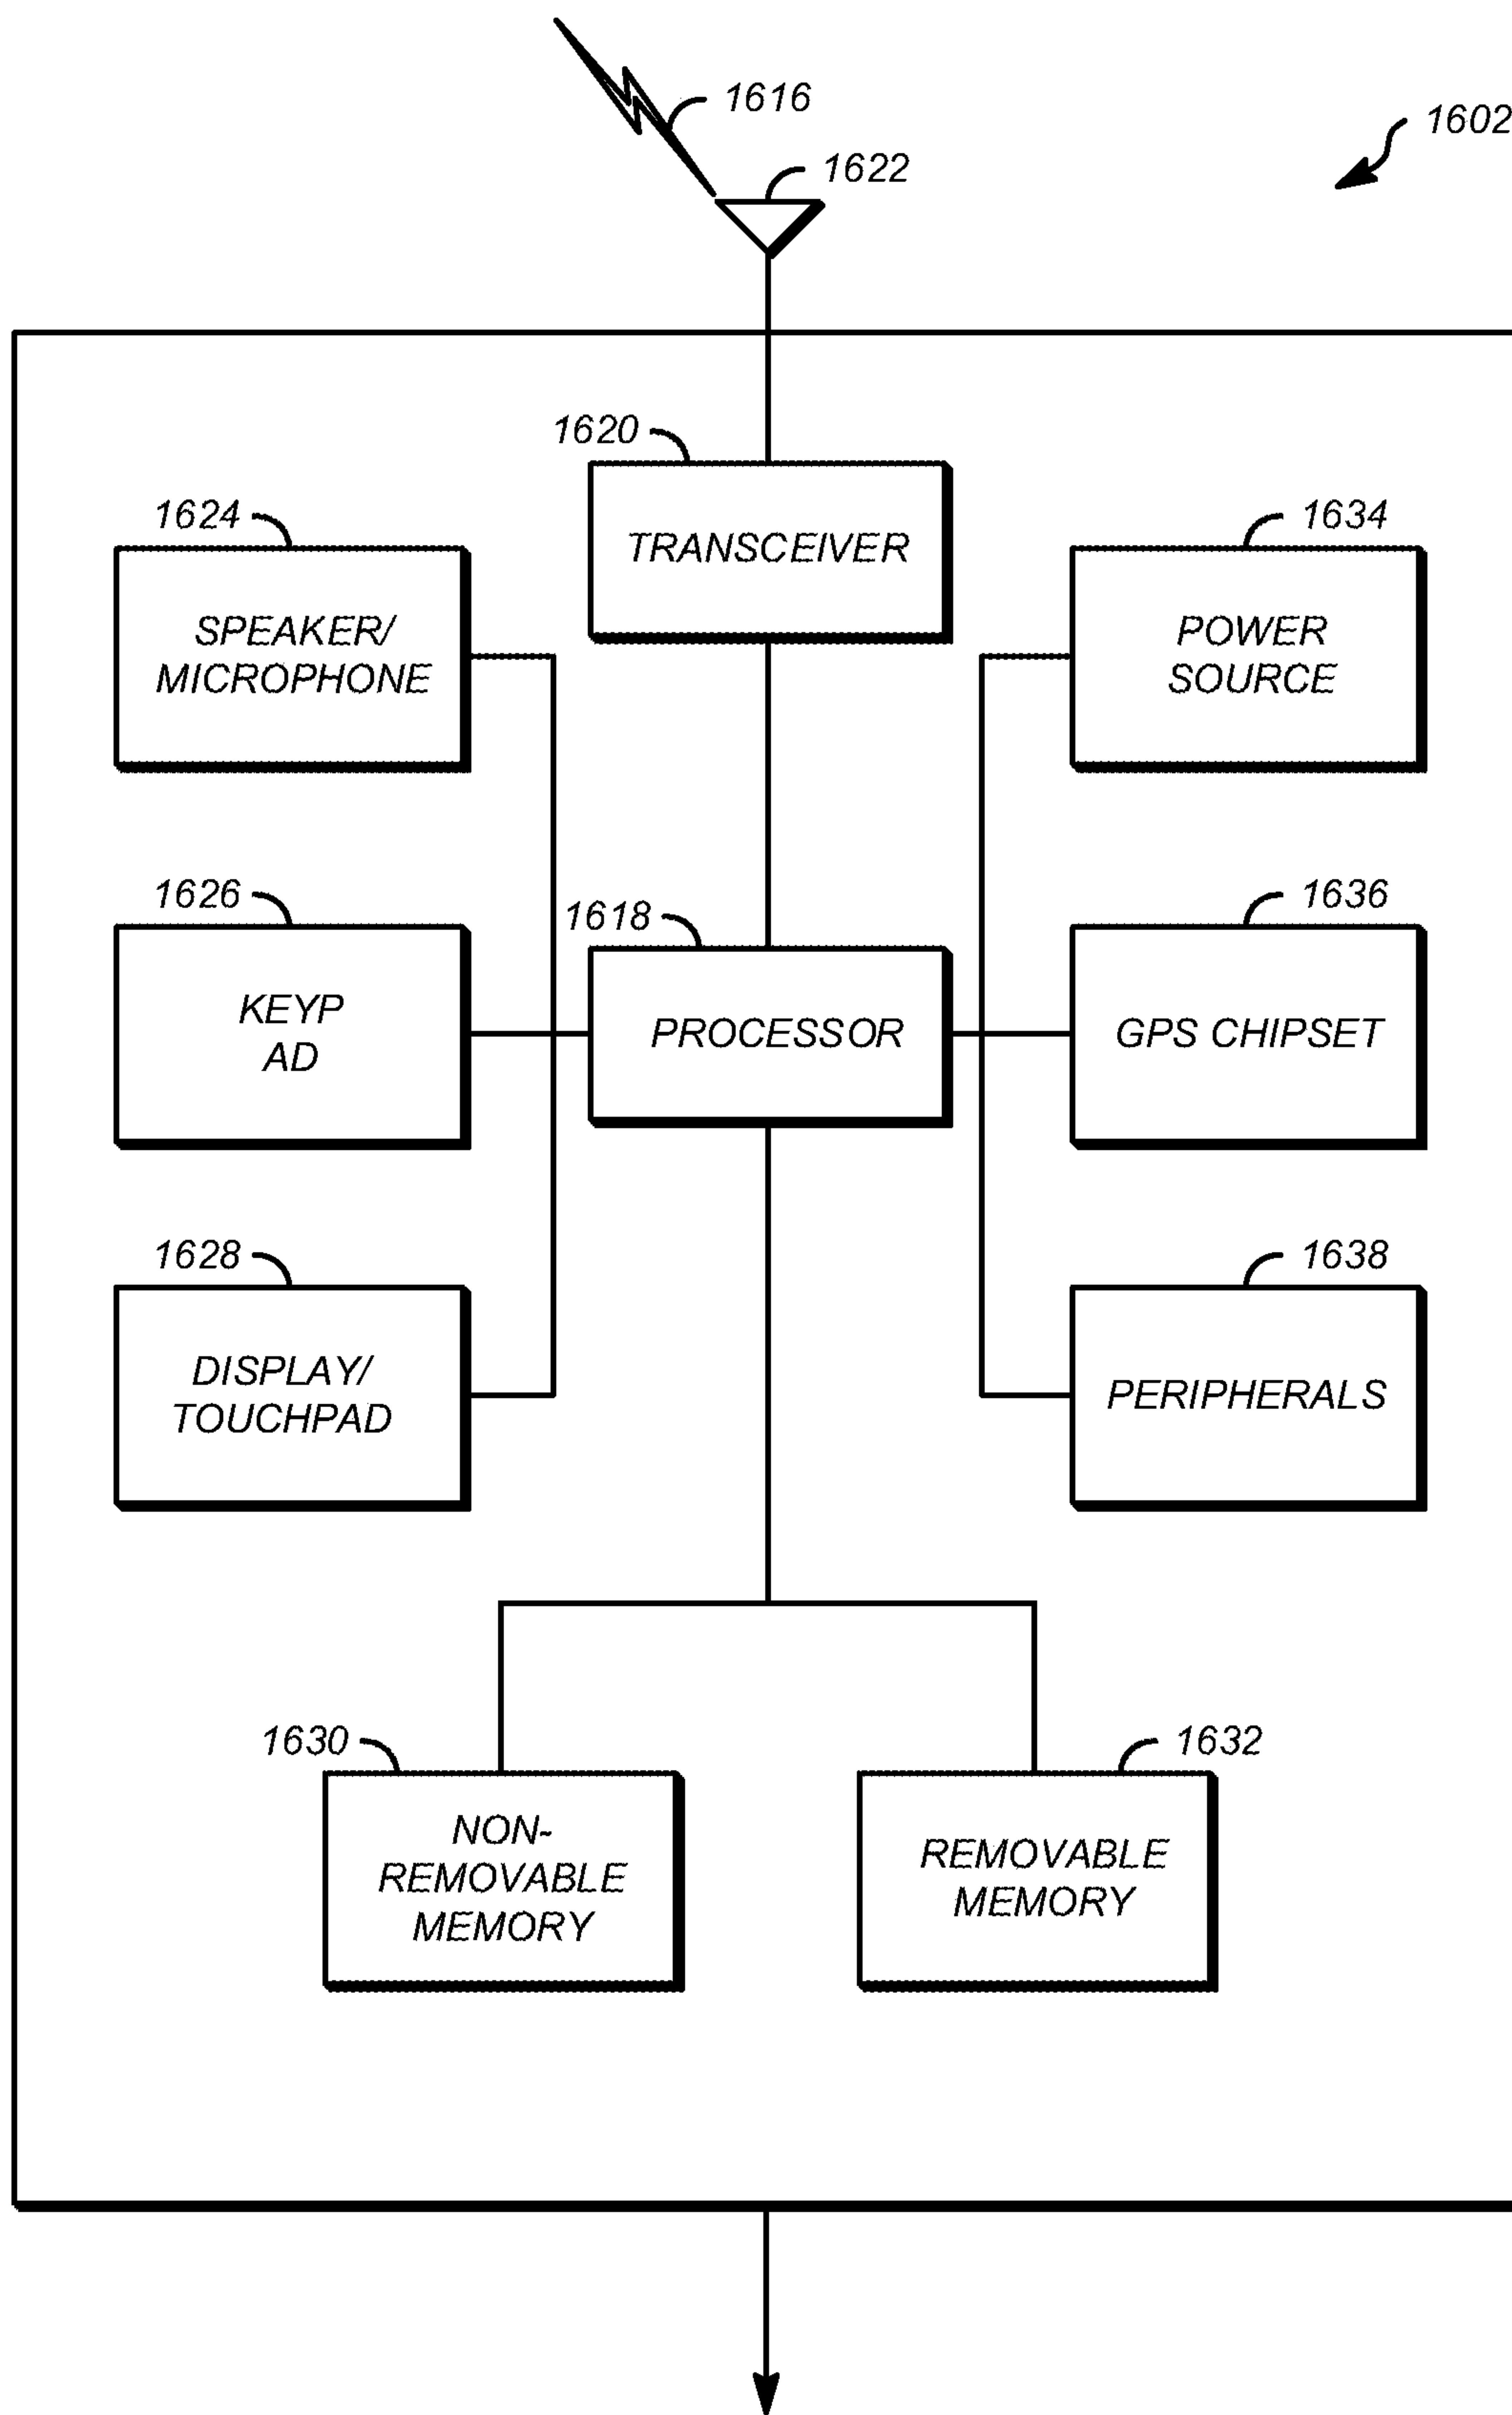 1616
1602
1622
1620
TRANSCEIVER
1624
SPEAKER/
MICROPHONE
1634
POWER
SOURCE
1626
KEYP
AD
1618
PROCESSOR
1636
GPS CHIPSET
1628
DISPLAY/
TOUCHPAD
1638
PERIPHERALS
1630
NON-
REMOVABLE
MEMORY
1632
REMOVABLE
MEMORY